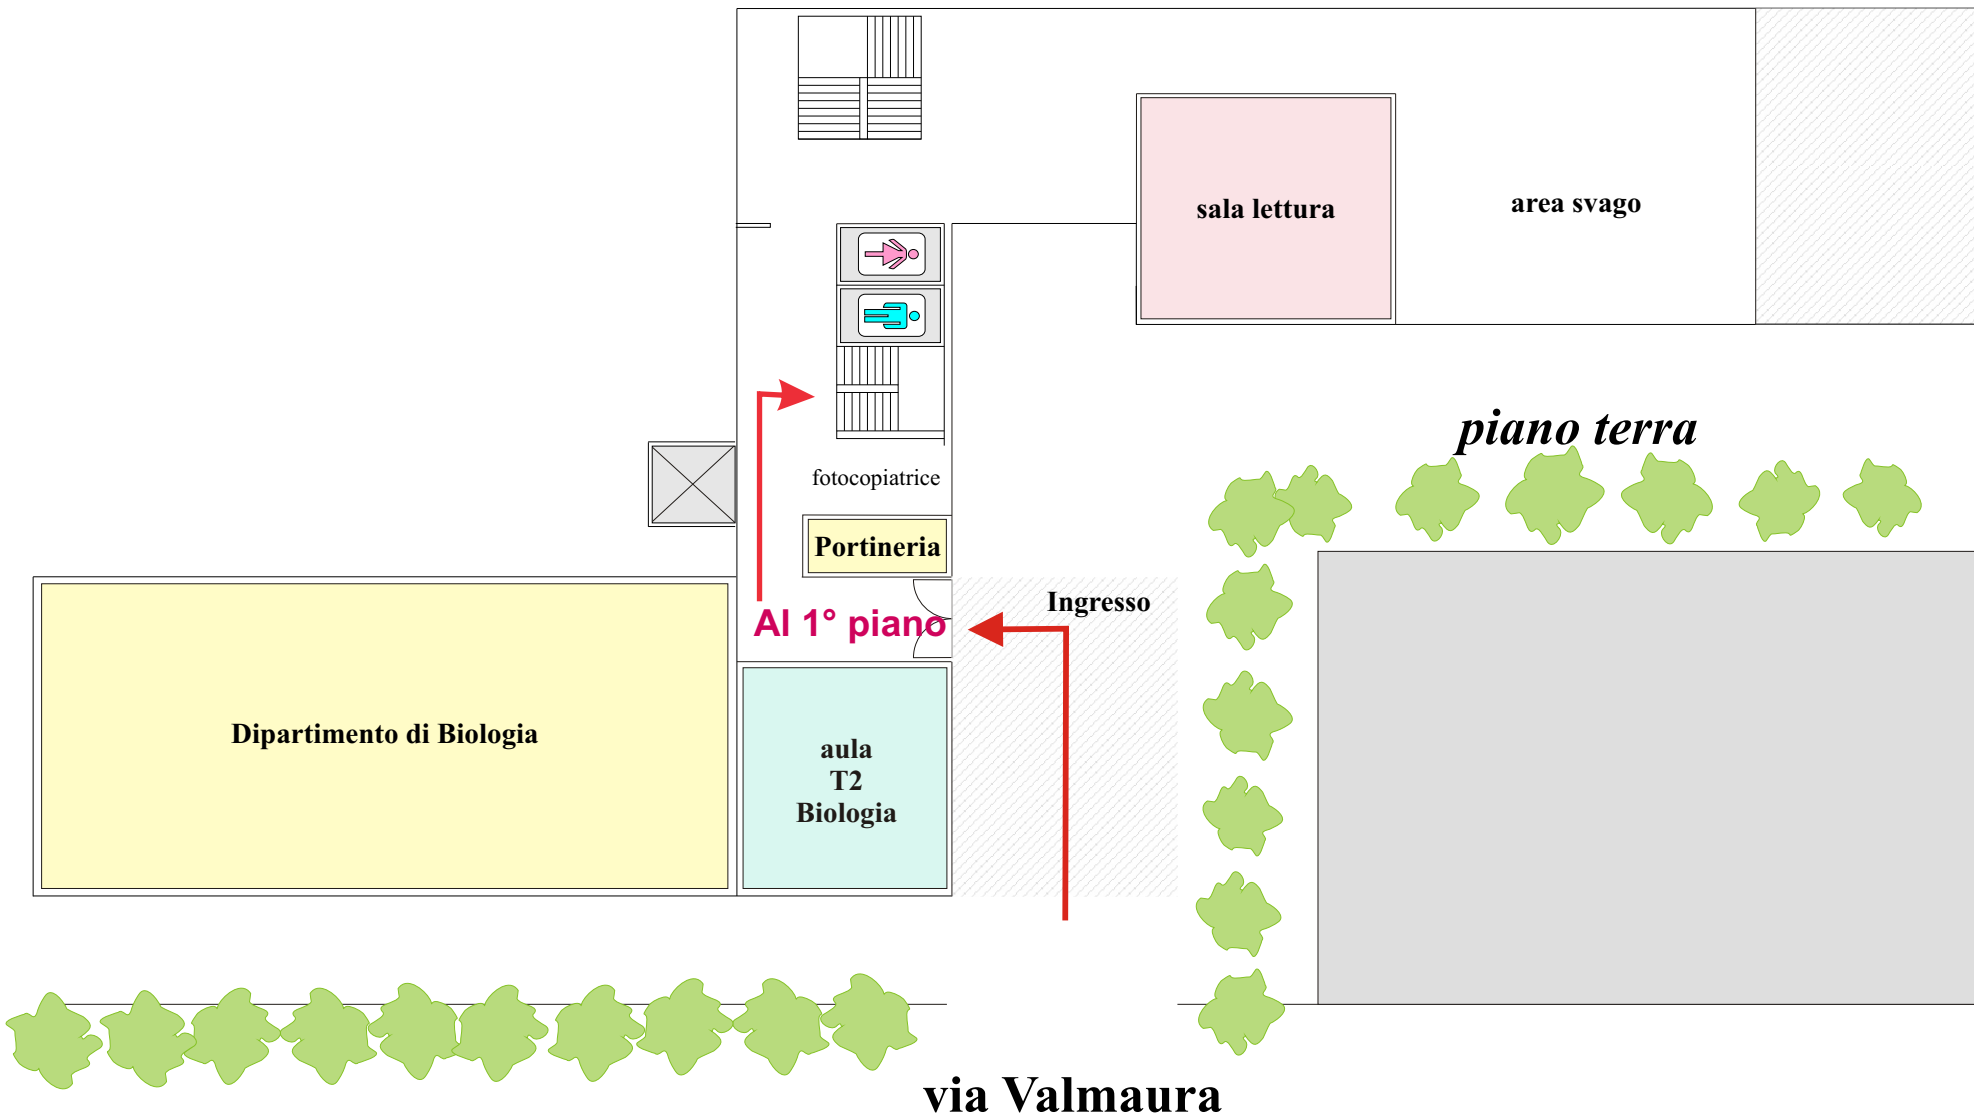 sala lettura
area svago
piano terra
fotocopiatrice
Portineria
Ingresso
Al 1° piano
Dipartimento di Biologia
aula
T2
Biologia
via Valmaura